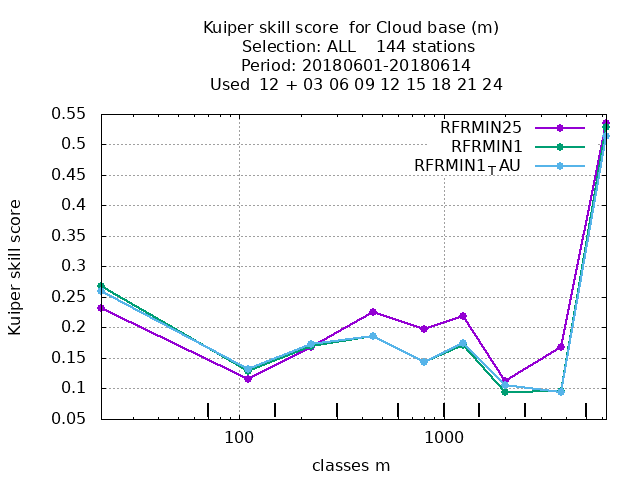 Kuiper skill score  for Cloud base (m)
Selection: ALL    144 stations
Period: 20180601-20180614
Used  12 + 03 06 09 12 15 18 21 24
RFRMIN25
RFRMIN1
RFRMIN1TAU
0.55
0.5
0.45
0.4
0.35
0.3
0.25
0.2
0.15
0.1
0.05
Kuiper skill score
100 1000
classes m